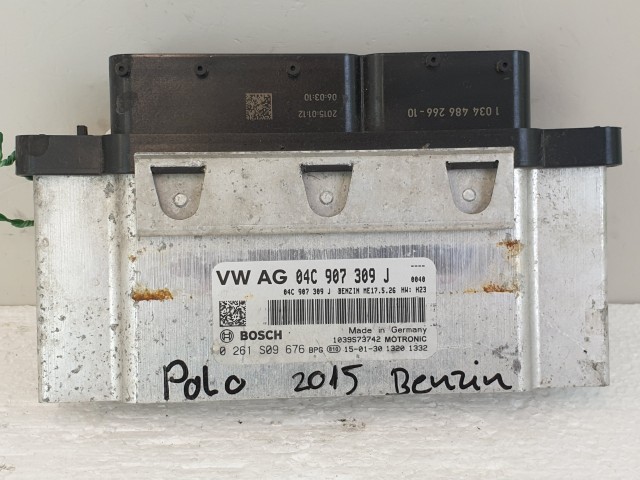 1 034 486 266-10
2015-01-12
06:03:10
VW AG 04C 907 309 J 0040
04C 907 309 J BENZIN ME17.5.26 HW: H23
BOSCH
Made in Germany
1039S73742 MOTRONIC
0 261 S09 676 BPG 15-01-30 1320 1332
Polo 2015 Benzin